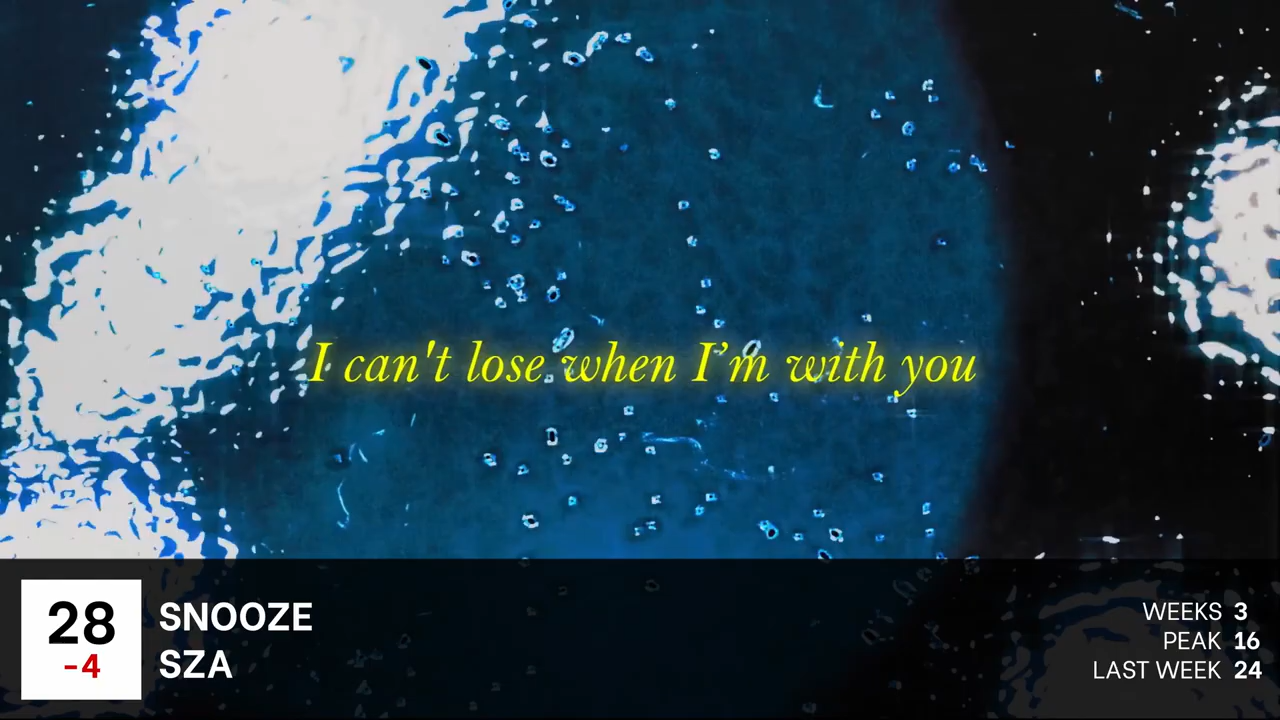 I can't lose when I’m with you
28
-4
SNOOZE
SZA
WEEKS 3
PEAK 16
LAST WEEK 24